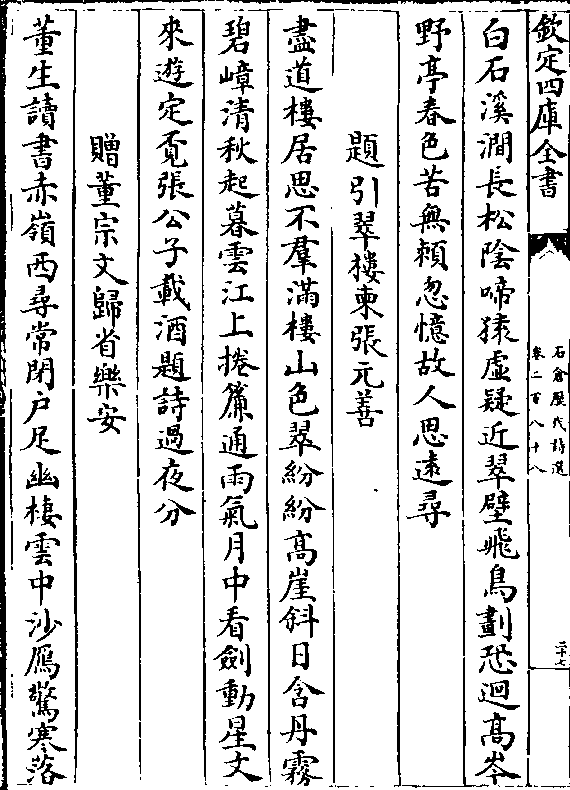 欽定四庫全書
石倉歷代詩選
卷二百八十八
二十七
白石溪澗長松陰啼猿虛疑近翠壁飛鳥劃恐迴高岑
野亭春色苦無賴忽憶故人思遠尋
題引翠樓柬張元善
盡道樓居思不羣滿樓山色翠紛紛高崖斜日含丹霧
碧嶂清秋起暮雲江上捲簾通雨氣月中看劍動星文
來遊定覓張公子載酒題詩過夜分
贈董宗文歸省樂安
董生讀書赤嶺西尋常閉户足幽棲雲中沙鴈驚寒落